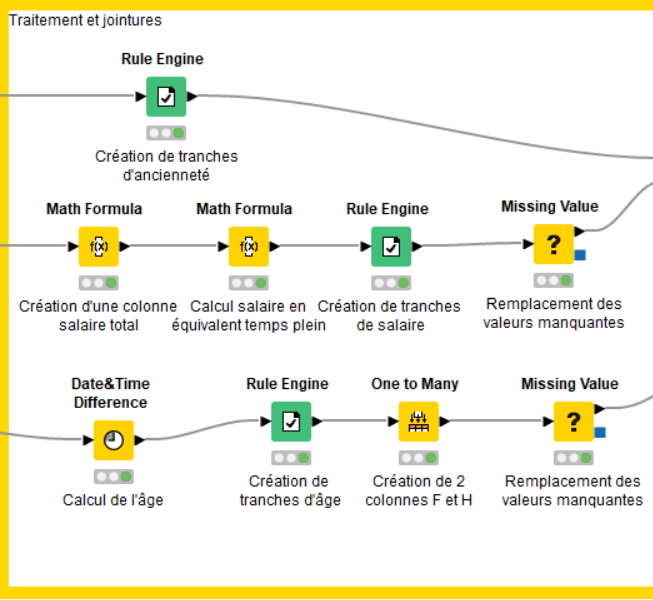 Traitement et jointures
Rule Engine
Création de tranches
d'ancienneté
Math Formula
Math Formula
Rule Engine
Missing Value
f(x)
f(x)
?
Création d'une colonne
salaire total
Calcul salaire en
équivalent temps plein
Création de tranches
de salaire
Remplacement des
valeurs manquantes
Date&Time
Difference
Rule Engine
One to Many
Missing Value
?
Calcul de l'âge
Création de
tranches d'âge
Création de 2
colonnes F et H
Remplacement des
valeurs manquantes